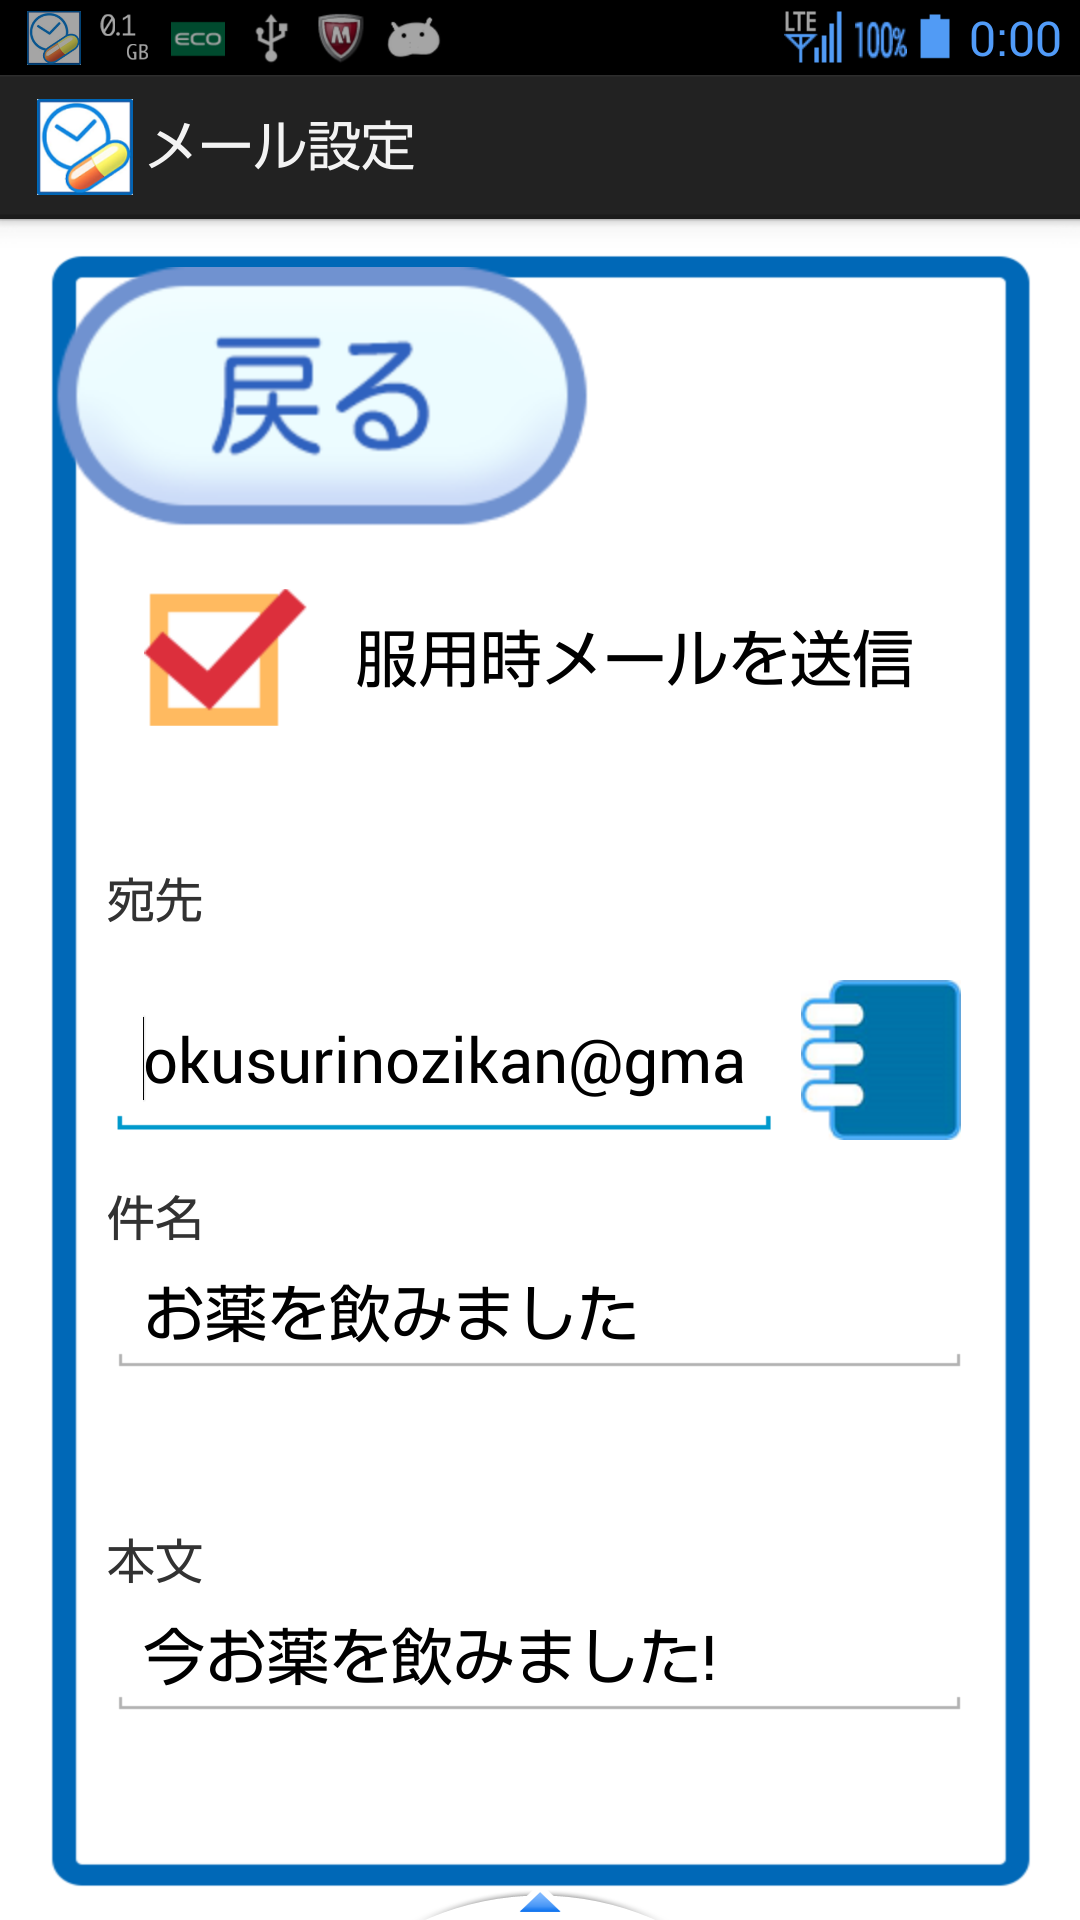 0.1
GB
ECO
M
LTE
100%
0:00
メール設定
戻る
服用時メールを送信
宛先
okusurinozikan@gma
件名
お薬を飲みました
本文
今お薬を飲みました!